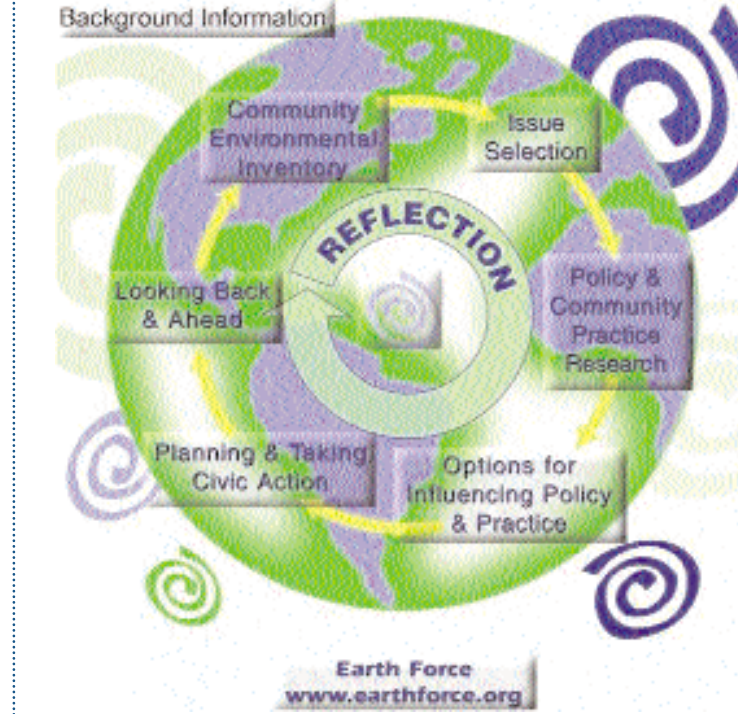 Background Information
Community
Environmental
Inventory
Issue
Selection
REFLECTION
Policy &
Community
Practice
Research
Looking Back
& Ahead
Planning & Taking
Civic Action
Options for
Influencing Policy
& Practice
Earth Force
www.earthforce.org